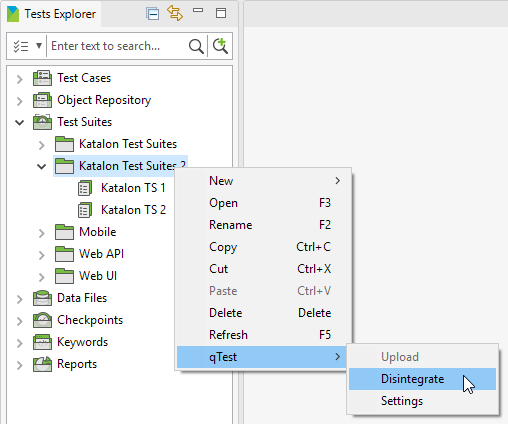 Tests Explorer
Enter text to search...
Test Cases
Object Repository
Test Suites
Katalon Test Suites
Katalon Test Suites 2
Katalon TS 1
Katalon TS 2
Mobile
Web API
Web UI
Data Files
Checkpoints
Keywords
Reports
New
Open F3
Rename F2
Copy Ctrl+C
Cut Ctrl+X
Paste Ctrl+V
Delete Delete
Refresh F5
qTest
Upload
Disintegrate
Settings